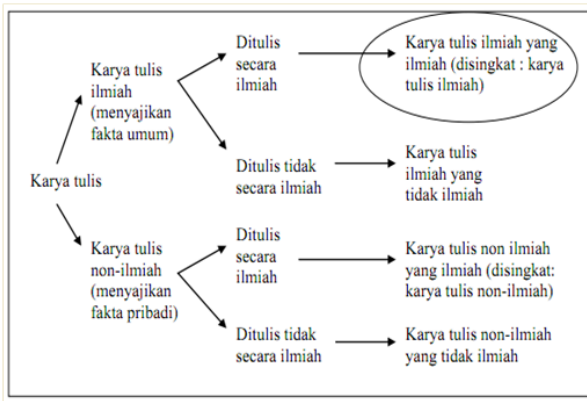 Karya tulis
Karya tulis
ilmiah
(menyajikan
fakta umum)
Ditulis
secara
ilmiah
Karya tulis ilmiah yang
ilmiah (disingkat : karya
tulis ilmiah)
Ditulis tidak
secara ilmiah
Karya tulis
ilmiah yang
tidak ilmiah
Karya tulis
non-ilmiah
(menyajikan
fakta pribadi)
Ditulis
secara
ilmiah
Karya tulis non ilmiah
yang ilmiah (disingkat:
karya tulis non-ilmiah)
Ditulis tidak
secara ilmiah
Karya tulis non-ilmiah
yang tidak ilmiah